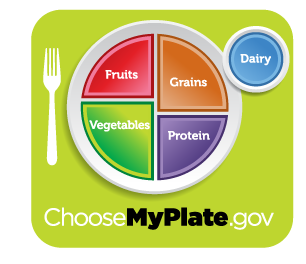 Dairy
Fruits
Grains
Vegetables
Protein
ChooseMyPlate.gov